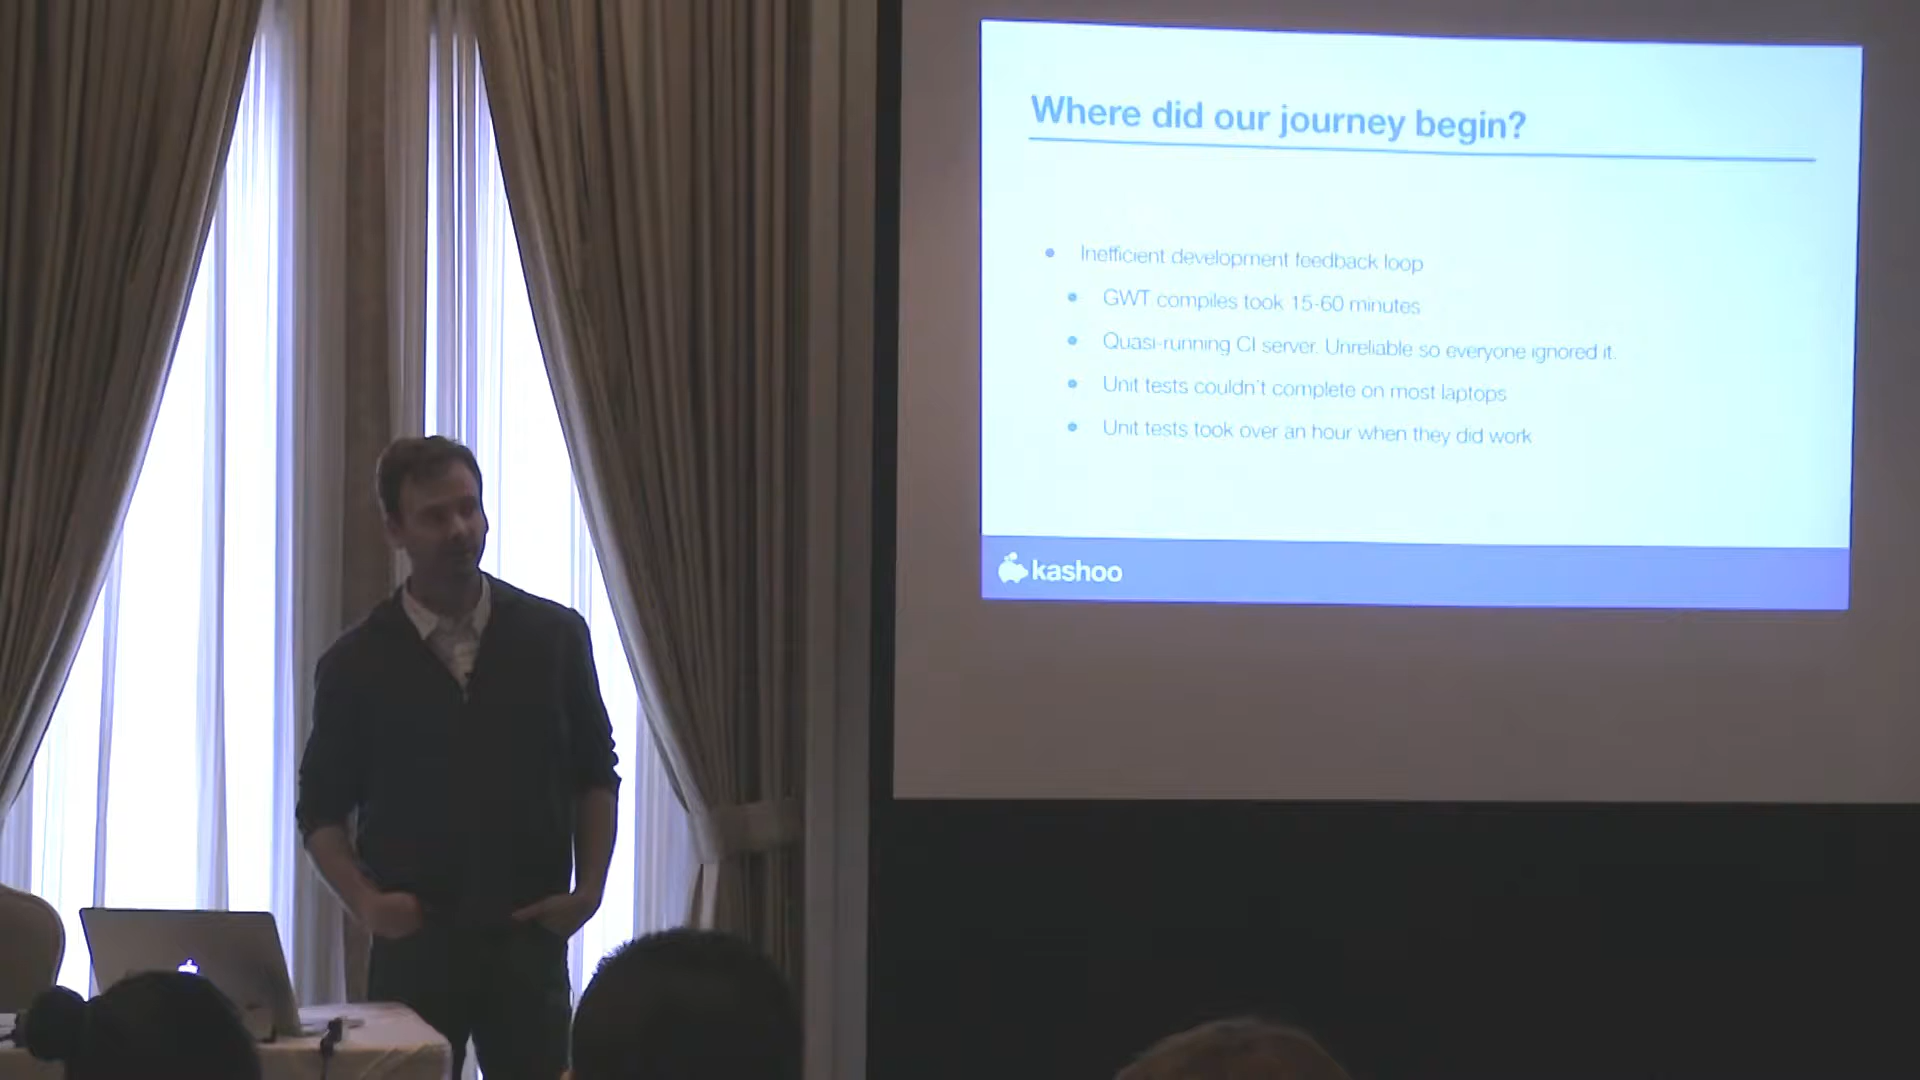 Where did our journey begin?
Inefficient development feedback loop
GWT compiles took 15-60 minutes
Quasi-running CI server. Unreliable so everyone ignored it.
Unit tests couldn't complete on most laptops
Unit tests took over an hour when they did work
kashoo